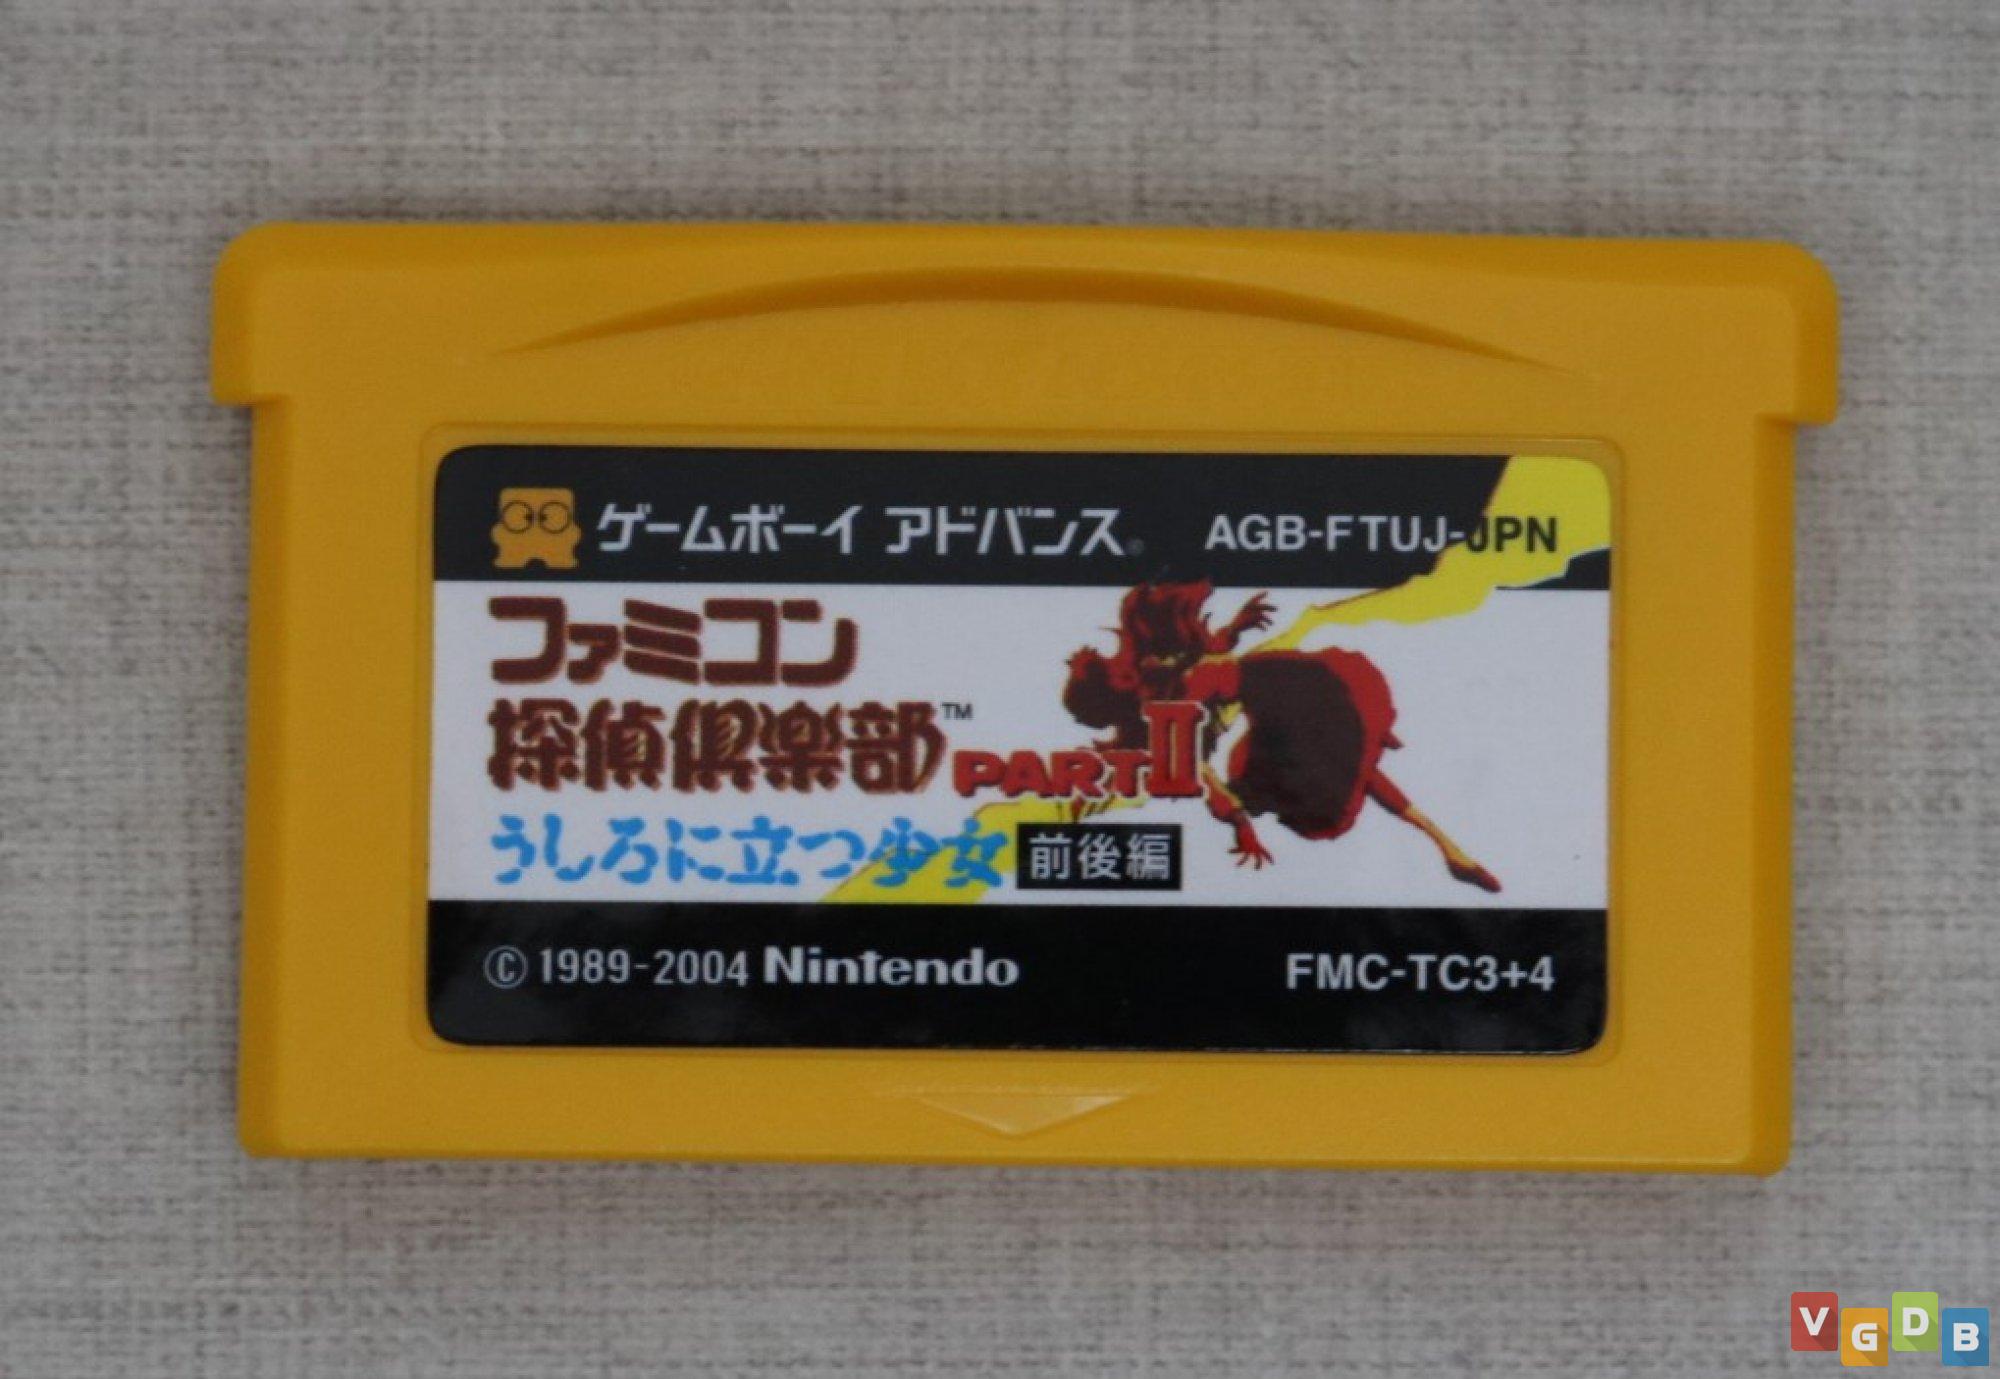 ゲームボーイ アドバンス® AGB-FTUJ-JPN
ファミコン
探偵倶楽部™ PART II
うしろに立つ少女 前後編
© 1989-2004 Nintendo FMC-TC3+4
VGDB